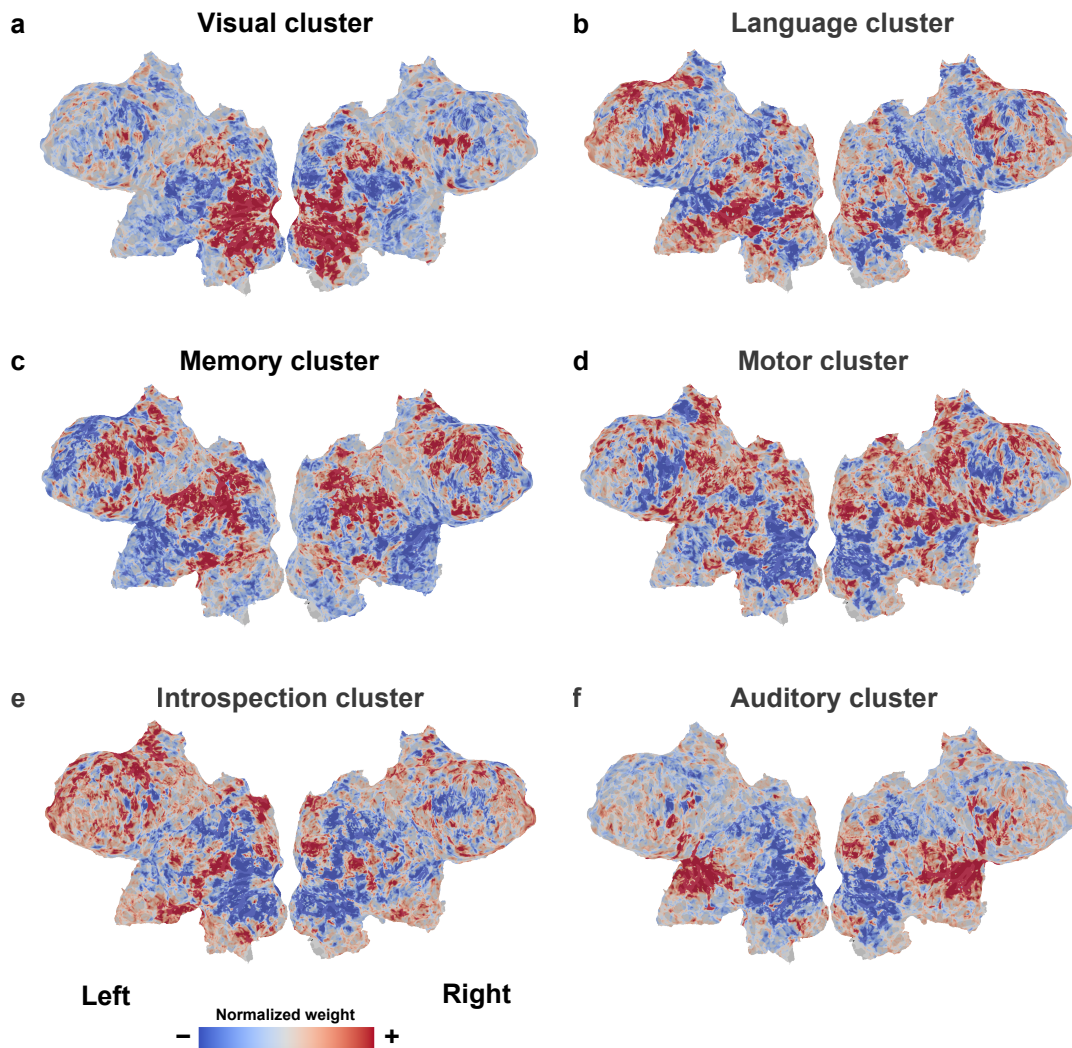 a Visual cluster
b Language cluster
c Memory cluster
d Motor cluster
e Introspection cluster
f Auditory cluster
Left
Right
Normalized weight
− +